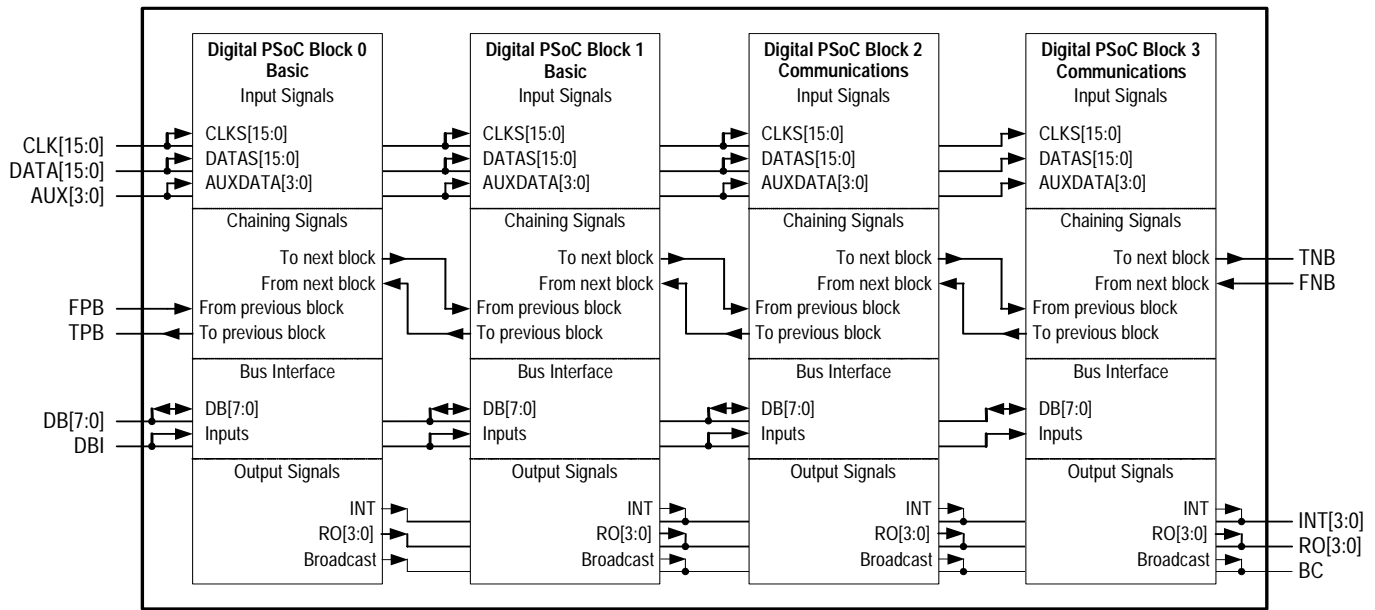 Digital PSoC Block 0
Basic
Input Signals
CLKS[15:0]
DATAS[15:0]
AUXDATA[3:0]
Chaining Signals
To next block
From next block
From previous block
To previous block
Bus Interface
DB[7:0]
Inputs
Output Signals
INT
RO[3:0]
Broadcast
Digital PSoC Block 1
Basic
Input Signals
CLKS[15:0]
DATAS[15:0]
AUXDATA[3:0]
Chaining Signals
To next block
From next block
From previous block
To previous block
Bus Interface
DB[7:0]
Inputs
Output Signals
INT
RO[3:0]
Broadcast
Digital PSoC Block 2
Communications
Input Signals
CLKS[15:0]
DATAS[15:0]
AUXDATA[3:0]
Chaining Signals
To next block
From next block
From previous block
To previous block
Bus Interface
DB[7:0]
Inputs
Output Signals
INT
RO[3:0]
Broadcast
Digital PSoC Block 3
Communications
Input Signals
CLKS[15:0]
DATAS[15:0]
AUXDATA[3:0]
Chaining Signals
To next block
From next block
From previous block
To previous block
Bus Interface
DB[7:0]
Inputs
Output Signals
INT
RO[3:0]
Broadcast
CLK[15:0]
DATA[15:0]
AUX[3:0]
FPB
TPB
DB[7:0]
DBI
TNB
FNB
INT[3:0]
RO[3:0]
BC